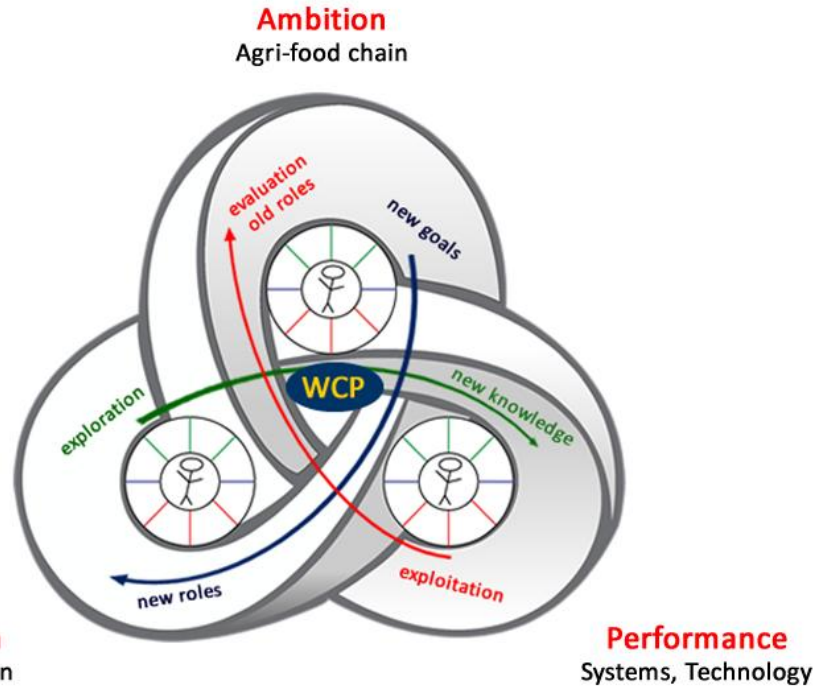 Ambition
Agri-food chain
evaluation
old roles
new goals
WCP
exploration
new knowledge
new roles
exploitation
Performance
Systems, Technology